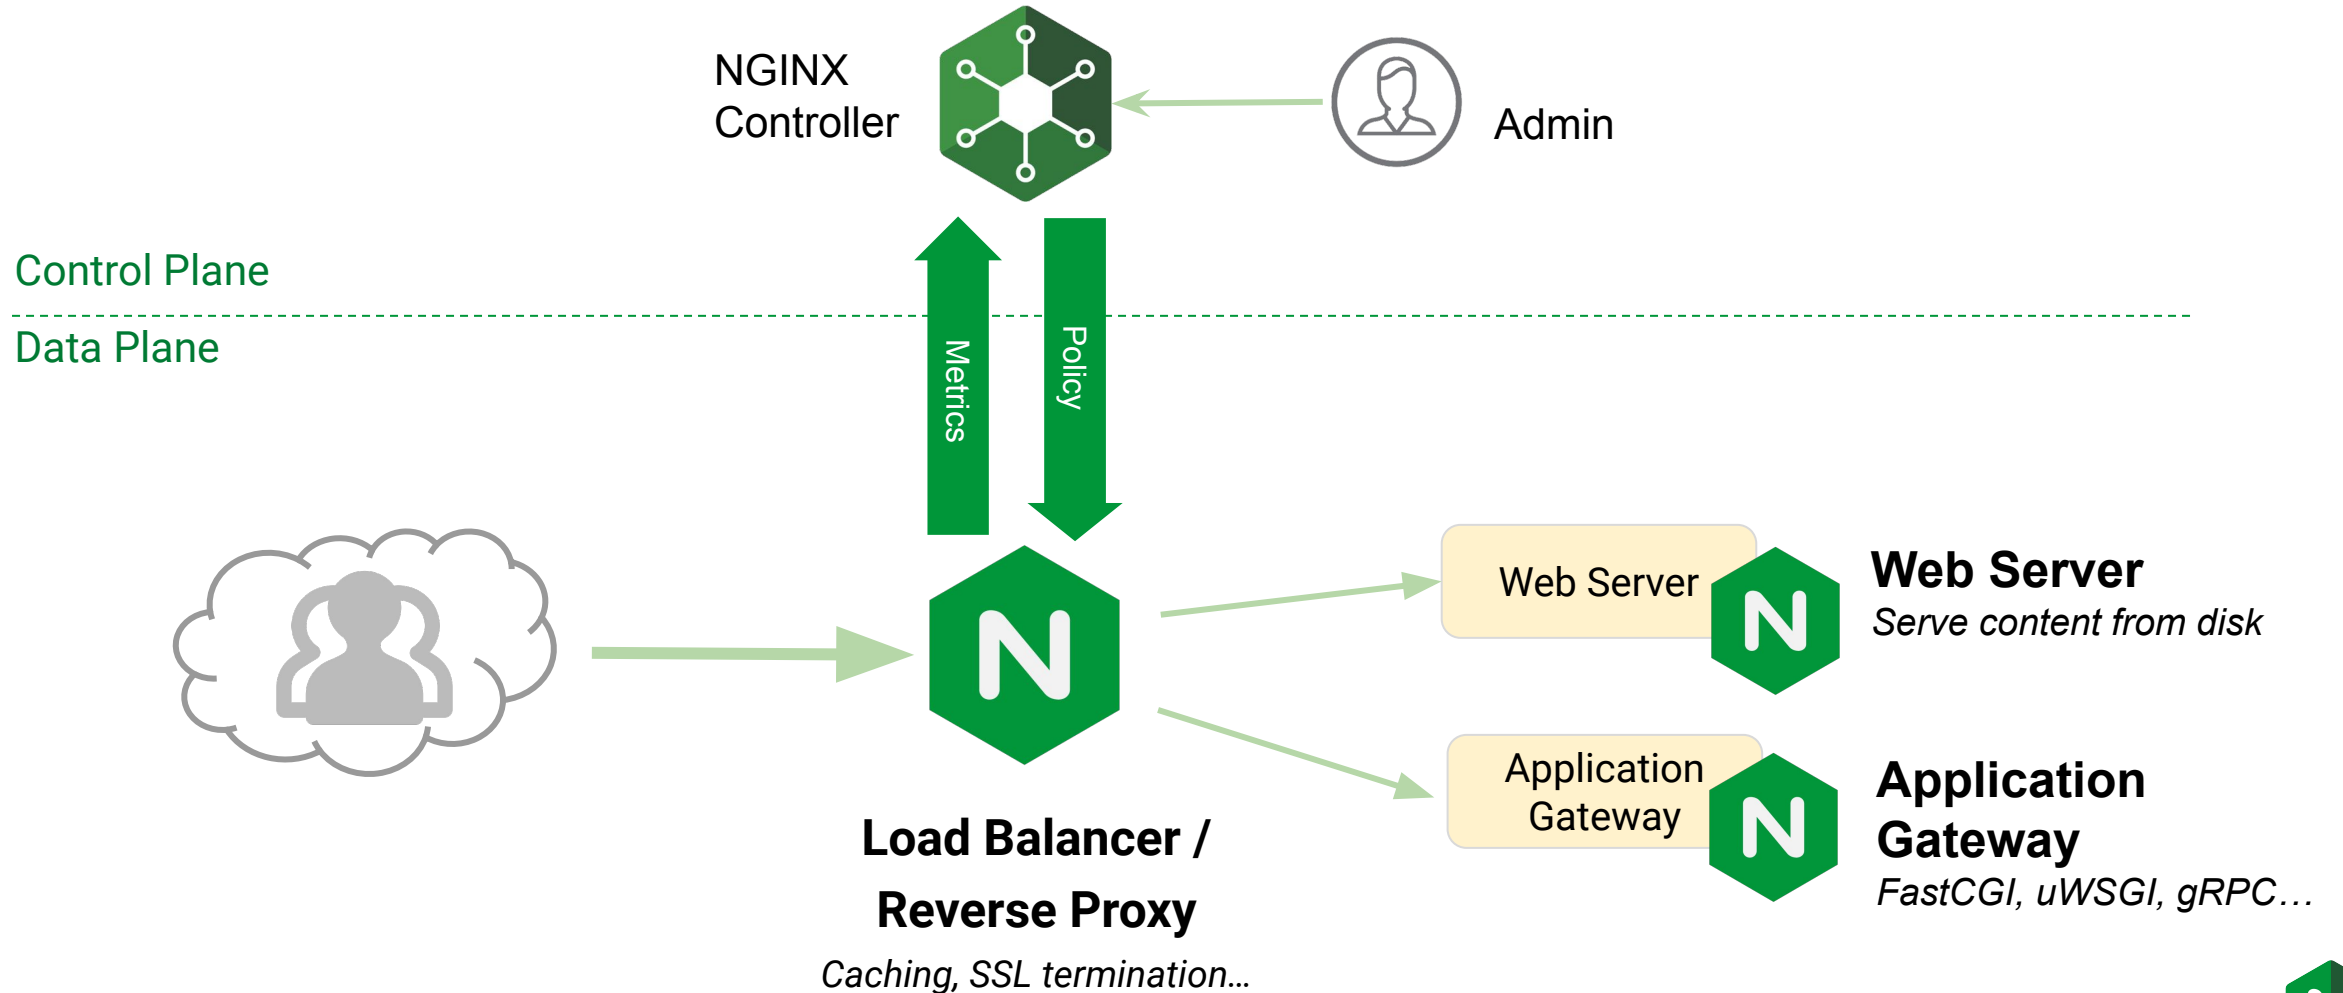 NGINX
Controller
Admin
Control Plane
Data Plane
Metrics
Policy
Web Server
Web Server
Serve content from disk
Application
Gateway
Application
Gateway
FastCGI, uWSGI, gRPC...
Load Balancer /
Reverse Proxy
Caching, SSL termination...